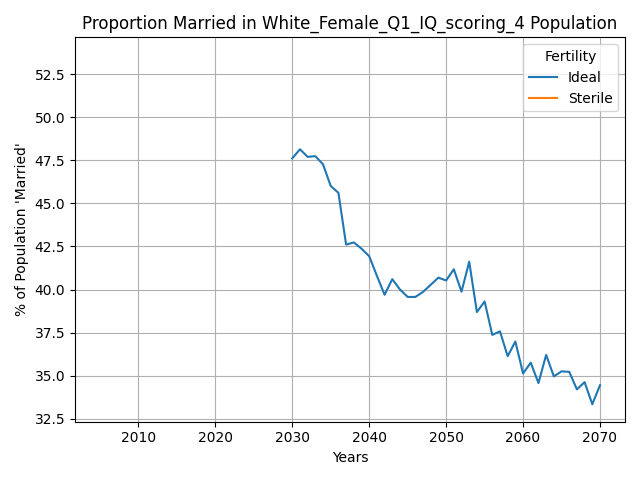 Proportion Married in White_Female_Q1_IQ_scoring_4 Population
Fertility
Ideal
Sterile
52.5
50.0
47.5
45.0
42.5
40.0
37.5
35.0
32.5
% of Population 'Married'
2010 2020 2030 2040 2050 2060 2070
Years